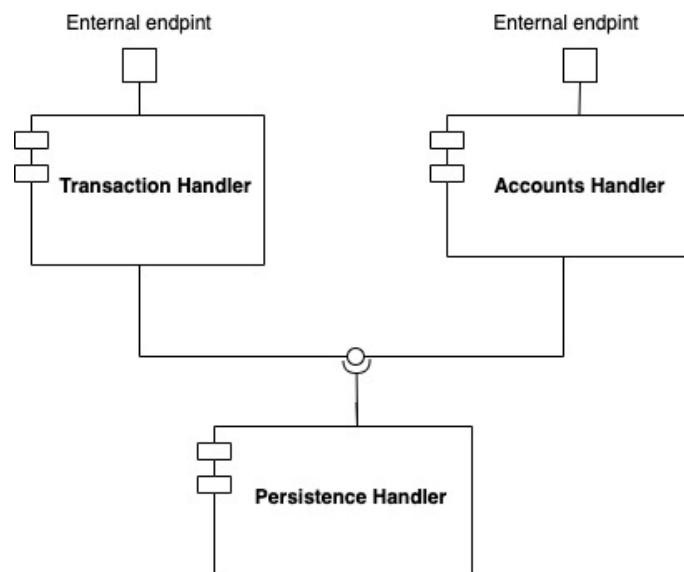 Enternal endpint
Enternal endpint
Transaction Handler
Accounts Handler
Persistence Handler